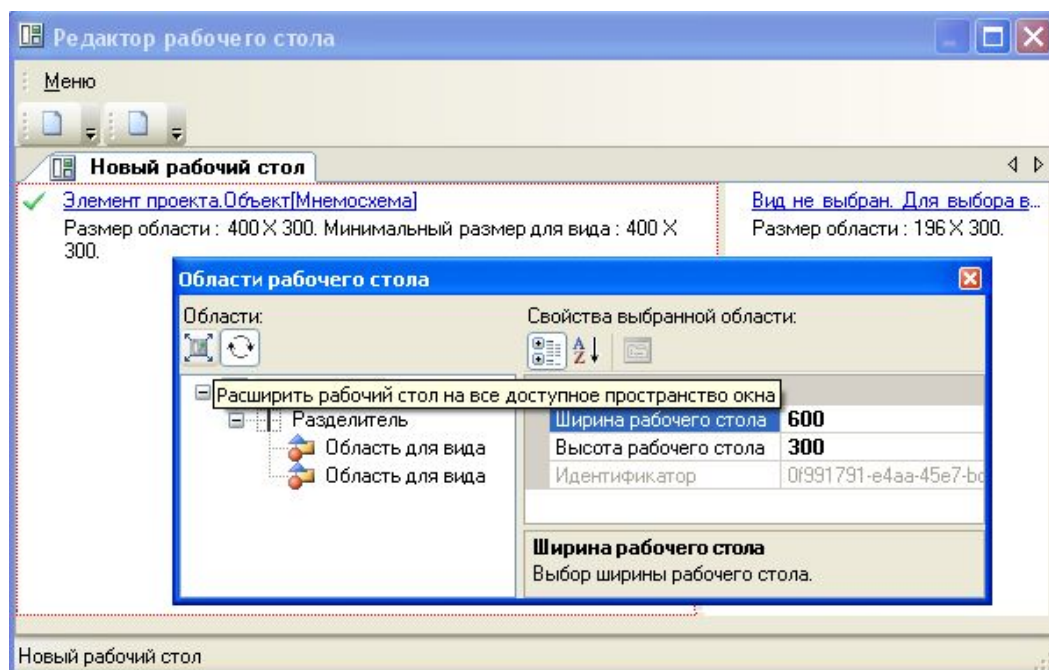 Редактор рабочего стола
Меню
Новый рабочий стол
Элемент проекта.Объект[Мнемосхема]
Размер области : 400 X 300. Минимальный размер для вида : 400 X
300.
Вид не выбран. Для выбора в...
Размер области : 196 X 300.
Области рабочего стола
Области:
Свойства выбранной области:
Расширить рабочий стол на все доступное пространство окна
Разделитель
Область для вида
Область для вида
Ширина рабочего стола 600
Высота рабочего стола 300
Идентификатор 0f991791-e4aa-45e7-bc
Ширина рабочего стола
Выбор ширины рабочего стола.
Новый рабочий стол